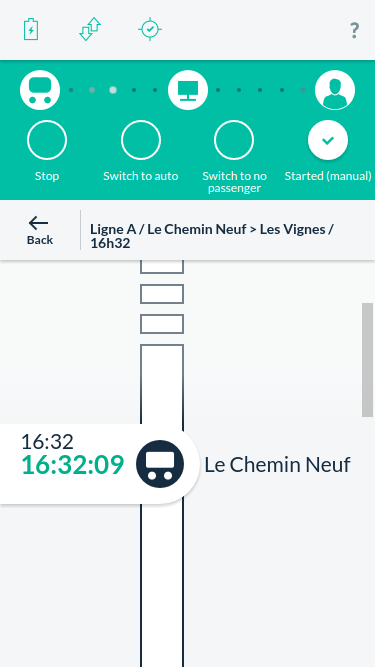 ?
Stop
Switch to auto
Switch to no
passenger
Started (manual)
Back
Ligne A / Le Chemin Neuf > Les Vignes /
16h32
16:32
16:32:09
Le Chemin Neuf